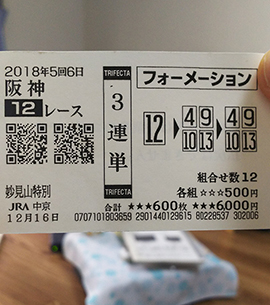 2018年5回6日
阪神
12レース
妙見山特別
JRA 中京
12月16日
TRIFECTA
3連単
TRIFECTA
フォーメーション
12 ▶ 4 9 10 13 ▶ 4 9 10 13
組合せ数12
各組 ☆☆☆500円
合計 ★★★600枚 ★★★6,000円
0707101803659 2901440129615 80228537 302006